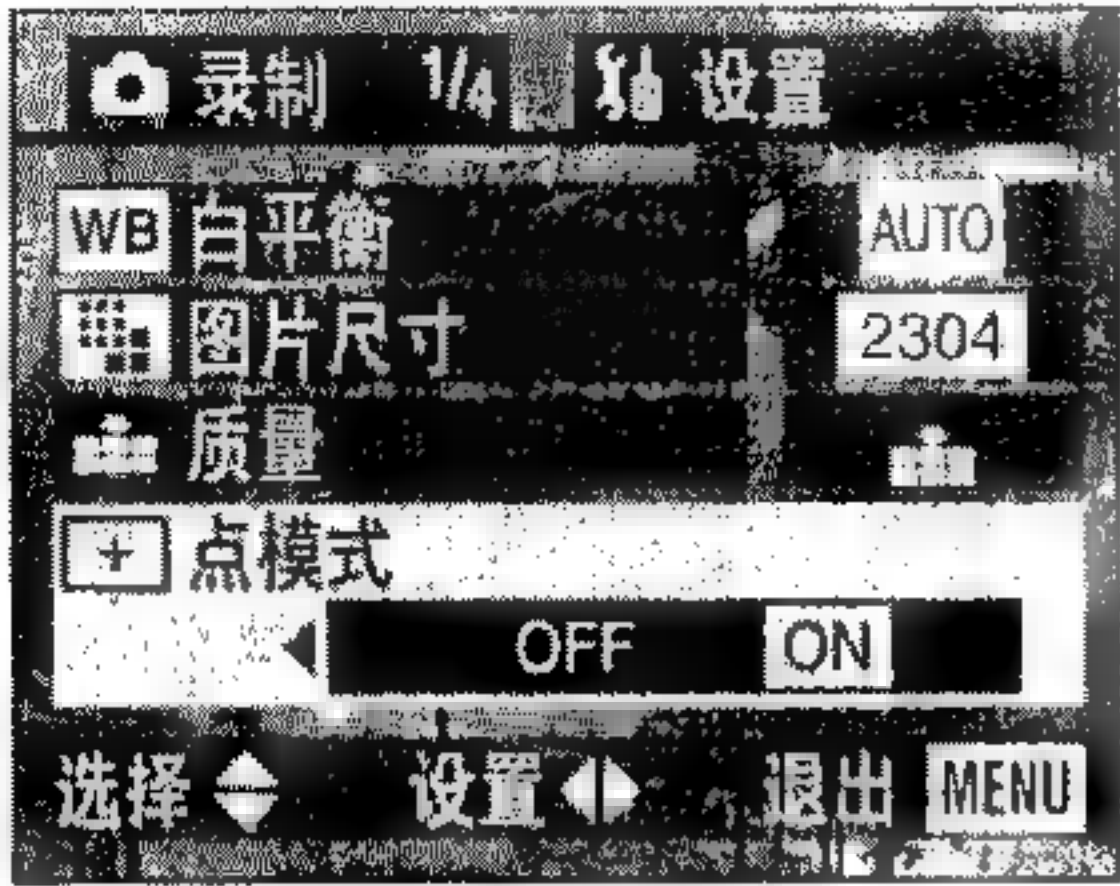 录制 1/4 设置
WB 白平衡 AUTO
图片尺寸 2304
质量
点模式
OFF ON
选择 设置 退出 MENU